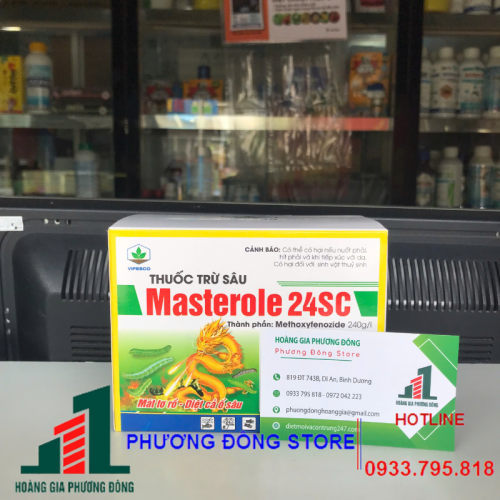 VIPESCO
CẢNH BÁO: Có thể có hại nếu nuốt phải,
hít phải và khi tiếp xúc với da.
Có hại đối với sinh vật thuỷ sinh
THUỐC TRỪ SÂU
Masterole 24SC
Thành phần: Methoxyfenozide 240g/l
Mát tơ rồ - Diệt cả ổ sâu
HOÀNG GIA PHƯƠNG ĐÔNG
Phương Đông Store
819-ĐT 743B, Dĩ An, Bình Dương
0933 795 818 - 0972 042 223
phuongdonghoanggia@gmail.com
dietmoivacontrung247.com
HOÀNG GIA PHƯƠNG ĐÔNG
PHƯƠNG ĐÔNG STORE
HOTLINE
0933.795.818